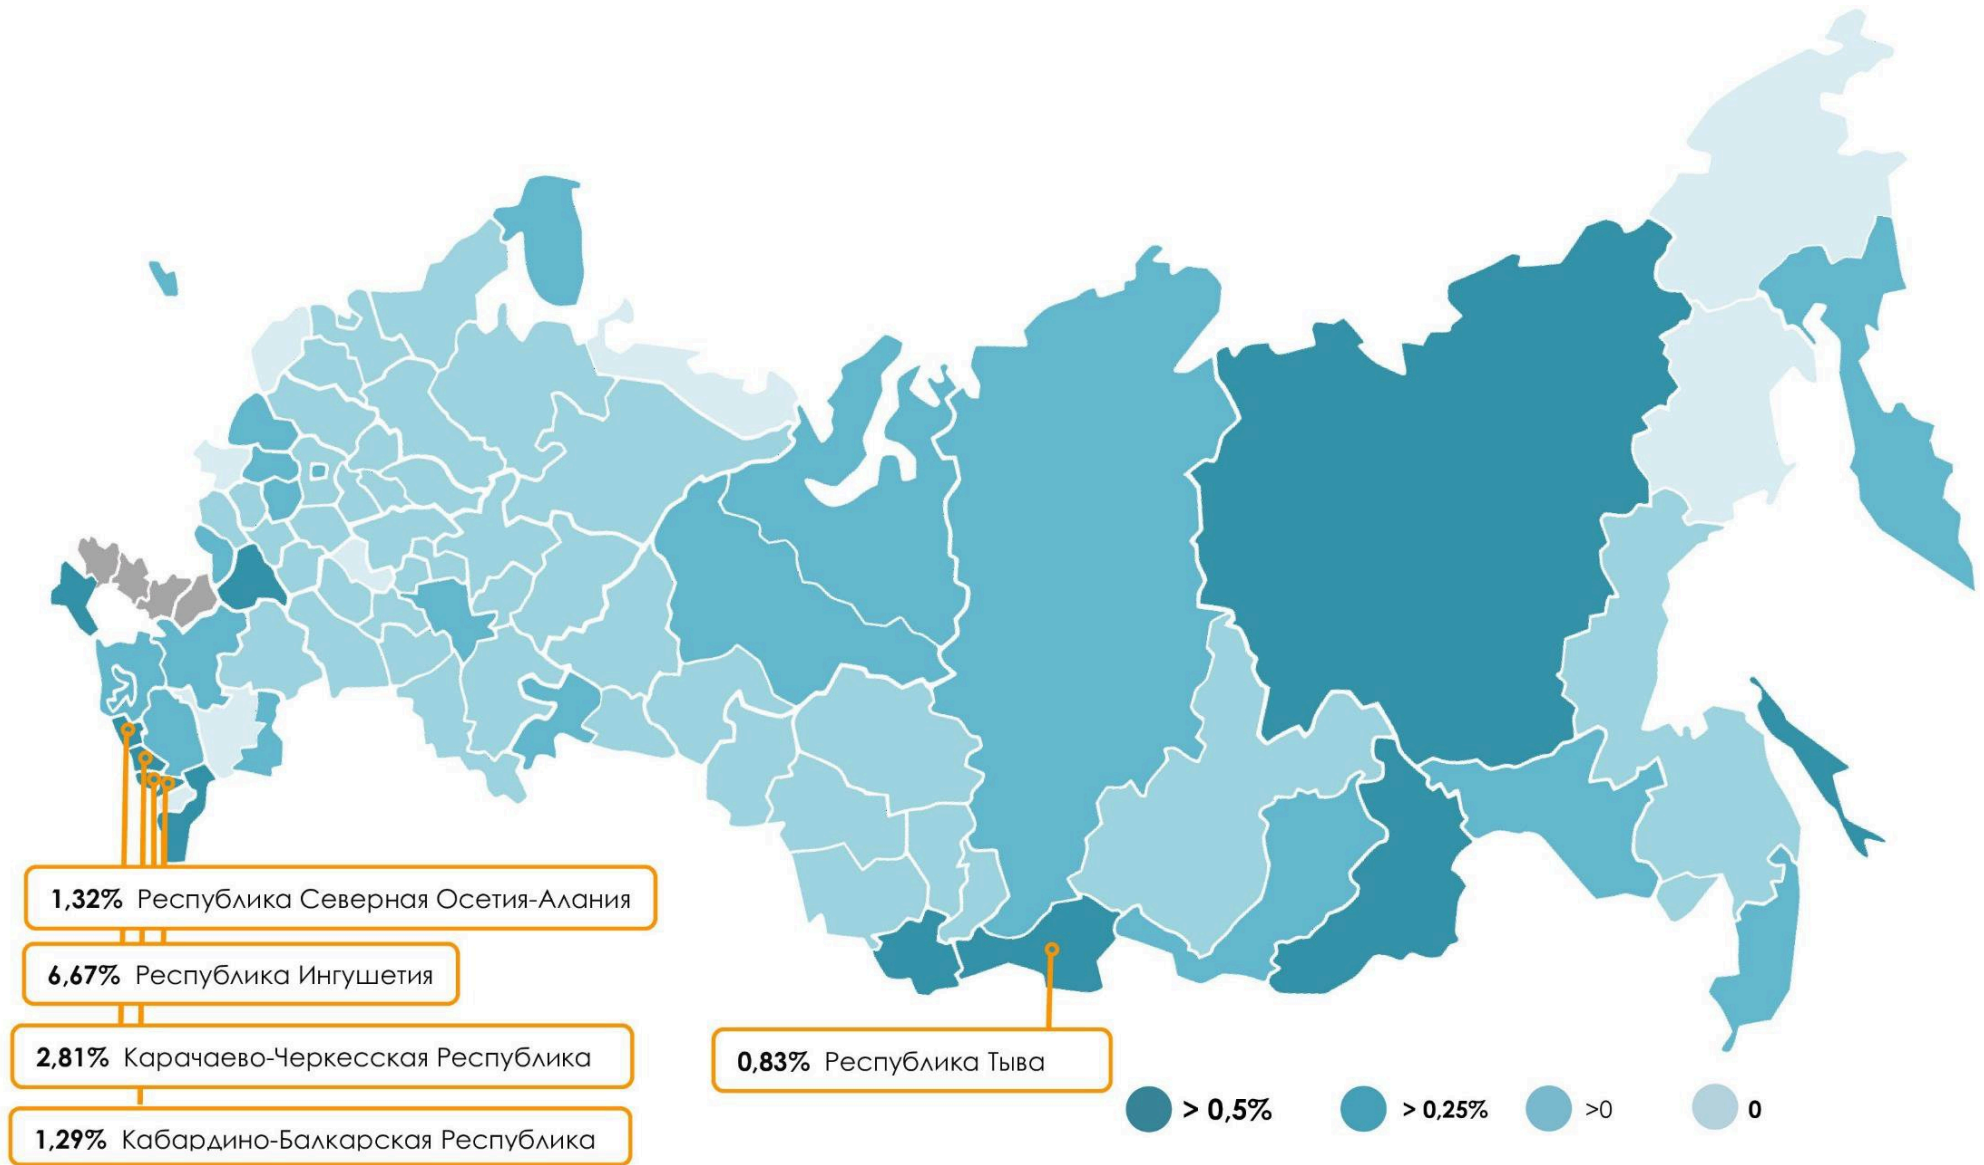 1,32% Республика Северная Осетия-Алания
6,67% Республика Ингушетия
2,81% Карачаево-Черкесская Республика
1,29% Кабардино-Балкарская Республика
0,83% Республика Тыва
> 0,5%
> 0,25%
>0
0